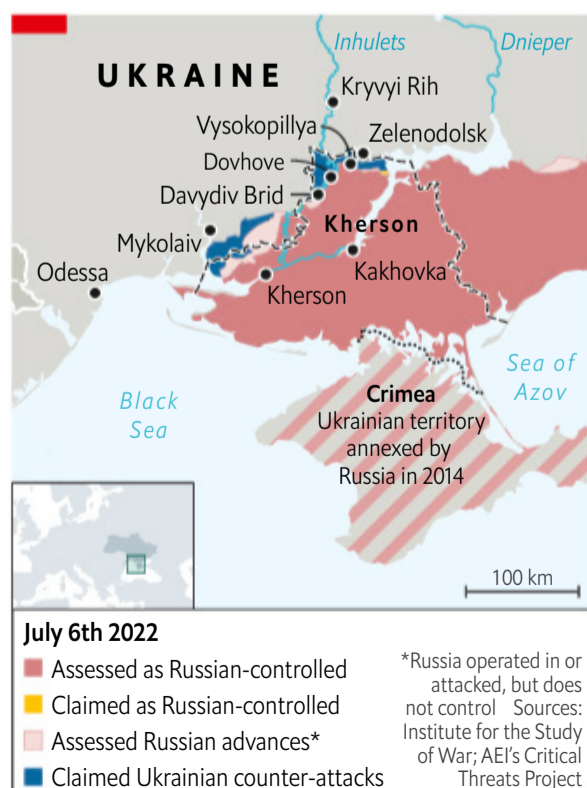 Inhulets
Dnieper
UKRAINE
Kryvyi Rih
Vysokopillya
Zelenodolsk
Dovhove
Davydiv Brid
Kherson
Mykolaiv
Kakhovka
Odessa
Kherson
Sea of
Azov
Black
Sea
Crimea
Ukrainian territory
annexed by
Russia in 2014
100 km
July 6th 2022
Assessed as Russian-controlled
Claimed as Russian-controlled
Assessed Russian advances*
Claimed Ukrainian counter-attacks
*Russia operated in or
attacked, but does
not control Sources:
Institute for the Study
of War; AEI's Critical
Threats Project